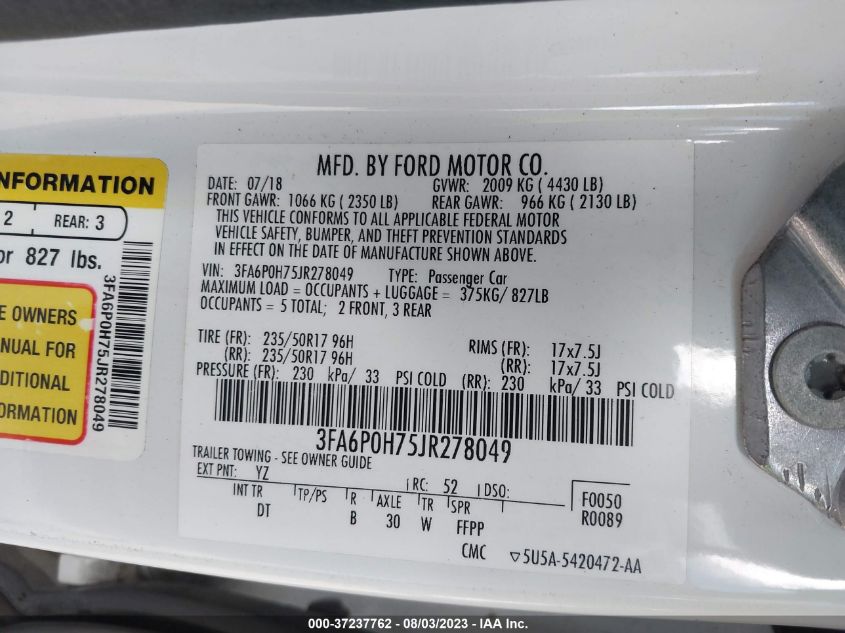 NFORMATION
2 REAR: 3
or 827 lbs.
E OWNERS
ANUAL FOR
DDITIONAL
FORMATION
3FA6P0H75JR278049
MFD. BY FORD MOTOR CO.
DATE: 07/18 GVWR: 2009 KG ( 4430 LB)
FRONT GAWR: 1066 KG ( 2350 LB) REAR GAWR: 966 KG ( 2130 LB)
THIS VEHICLE CONFORMS TO ALL APPLICABLE FEDERAL MOTOR
VEHICLE SAFETY, BUMPER, AND THEFT PREVENTION STANDARDS
IN EFFECT ON THE DATE OF MANUFACTURE SHOWN ABOVE.
VIN: 3FA6P0H75JR278049 TYPE: Passenger Car
MAXIMUM LOAD = OCCUPANTS + LUGGAGE = 375KG/ 827LB
OCCUPANTS = 5 TOTAL; 2 FRONT, 3 REAR
TIRE (FR): 235/50R17 96H RIMS (FR): 17x7.5J
(RR): 235/50R17 96H (RR): 17x7.5J
PRESSURE (FR): 230 kPa/ 33 PSI COLD (RR): 230 kPa/ 33 PSI COLD
3FA6P0H75JR278049
TRAILER TOWING - SEE OWNER GUIDE
EXT PNT: YZ RC: 52 DSO: F0050
INT TR TP/PS R AXLE TR SPR R0089
DT B 30 W FFPP
CMC ▽5U5A-5420472-AA
000-37237762 - 08/03/2023 - © IAA Holdings, LLC.